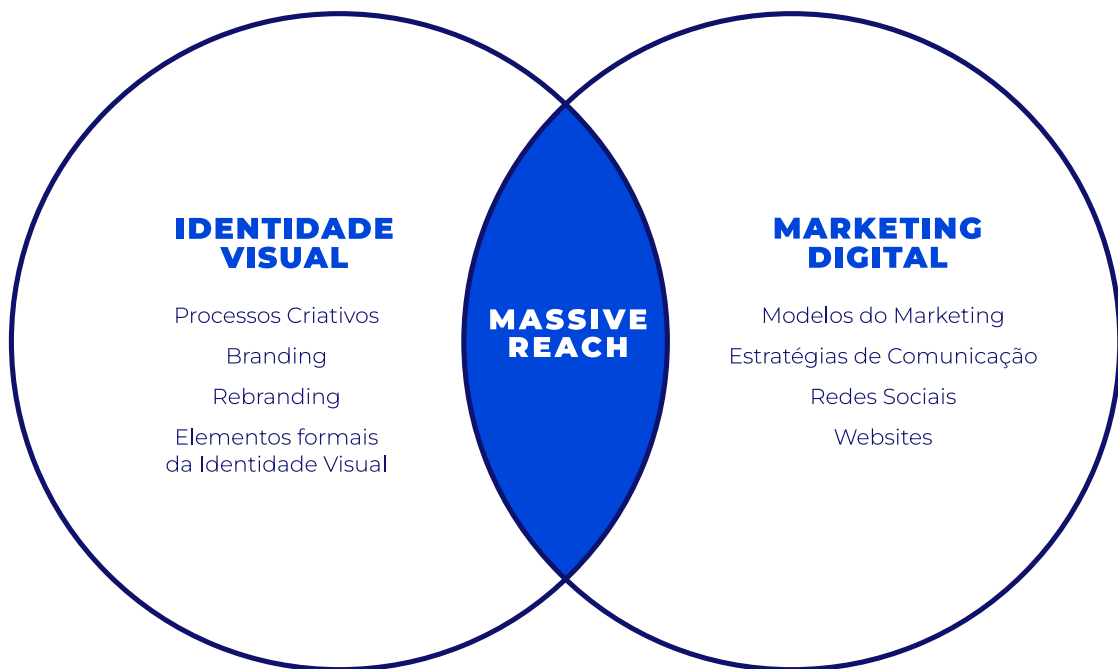 IDENTIDADE
VISUAL
Processos Criativos
Branding
Rebranding
Elementos formais
da Identidade Visual
MASSIVE
REACH
MARKETING
DIGITAL
Modelos do Marketing
Estratégias de Comunicação
Redes Sociais
Websites